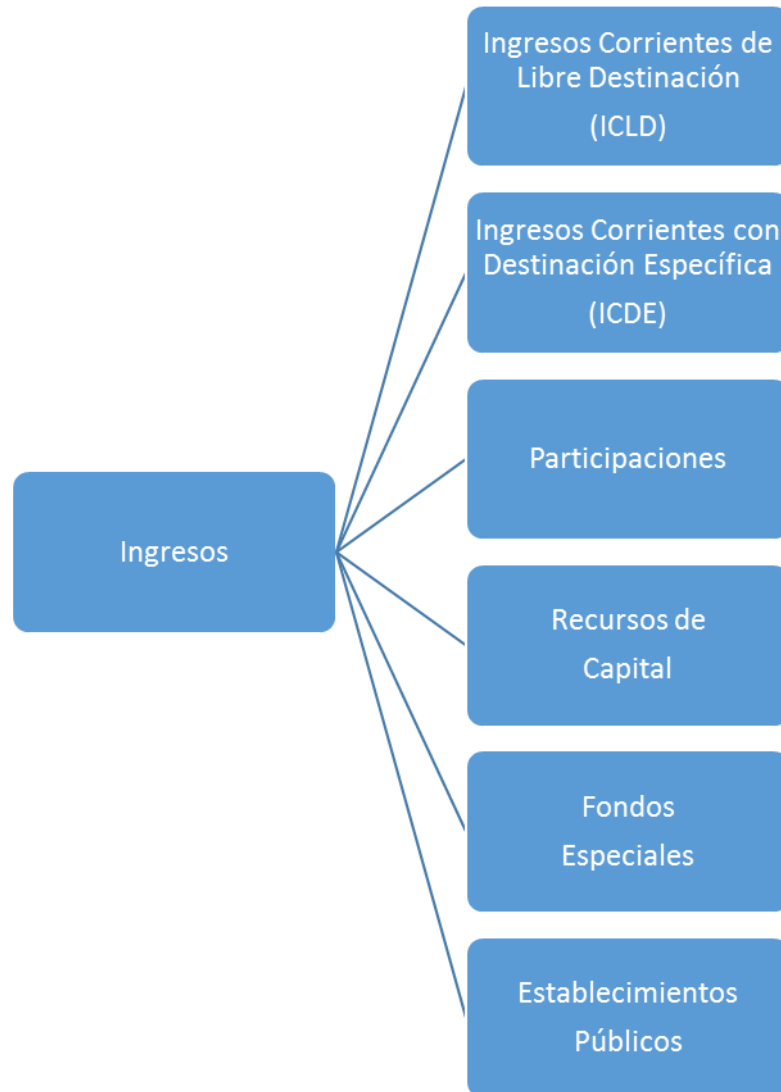 Ingresos Corrientes de
Libre Destinación
(ICLD)
Ingresos Corrientes con
Destinación Específica
(ICDE)
Participaciones
Ingresos
Recursos de
Capital
Fondos
Especiales
Establecimientos
Públicos